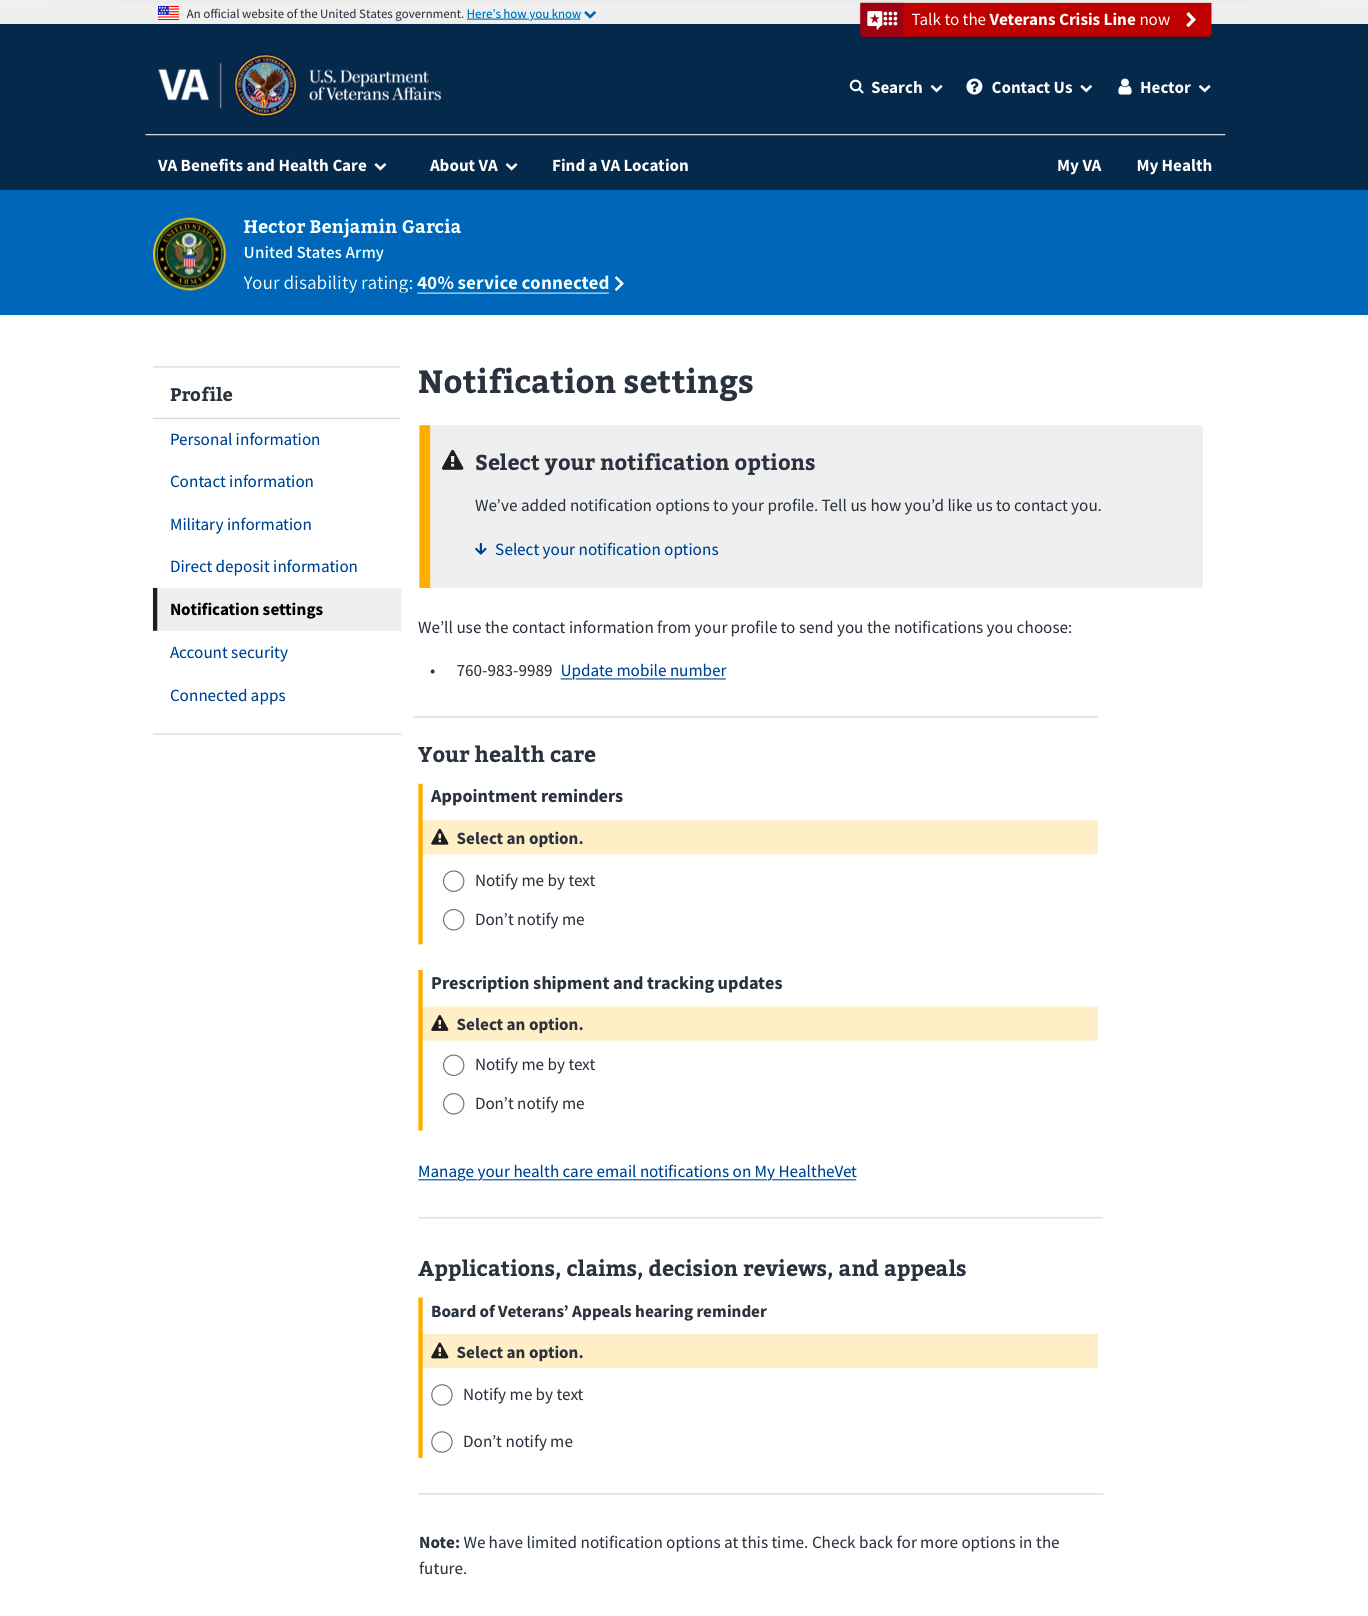 An official website of the United States government. Here's how you know
Talk to the Veterans Crisis Line now
VA
U.S. Department
of Veterans Affairs
Search
Contact Us
Hector
VA Benefits and Health Care
About VA
Find a VA Location
My VA
My Health
Hector Benjamin Garcia
United States Army
Your disability rating: 40% service connected
Profile
Personal information
Contact information
Military information
Direct deposit information
Notification settings
Account security
Connected apps
Notification settings
Select your notification options
We've added notification options to your profile. Tell us how you'd like us to contact you.
Select your notification options
We'll use the contact information from your profile to send you the notifications you choose:
• 760-983-9989 Update mobile number
Your health care
Appointment reminders
Select an option.
Notify me by text
Don't notify me
Prescription shipment and tracking updates
Select an option.
Notify me by text
Don't notify me
Manage your health care email notifications on My HealtheVet
Applications, claims, decision reviews, and appeals
Board of Veterans' Appeals hearing reminder
Select an option.
Notify me by text
Don't notify me
Note: We have limited notification options at this time. Check back for more options in the
future.